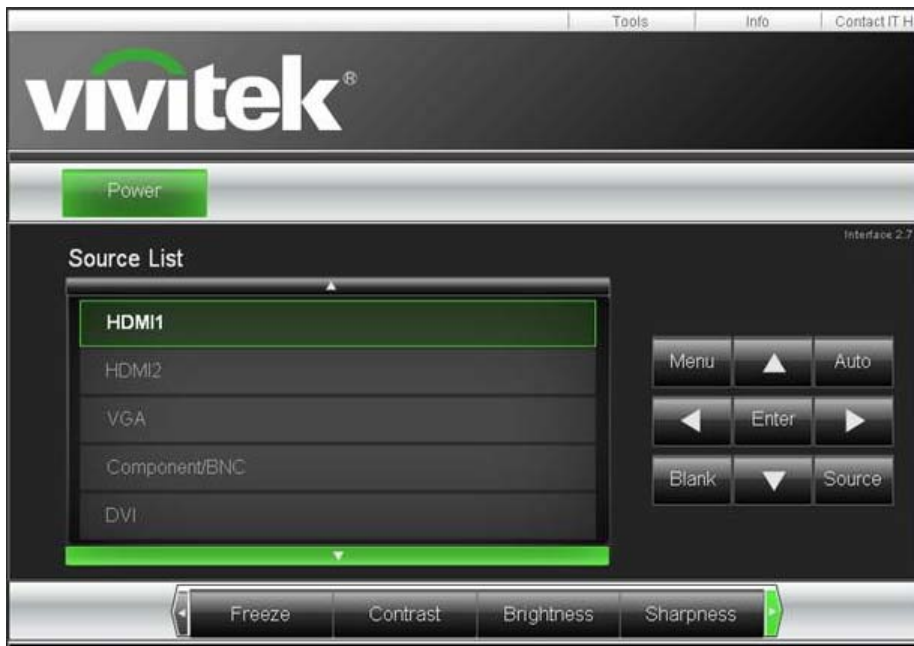 Tools Info Contact IT H
vivitek®
Power
Interface 2.7
Source List
HDMI1
HDMI2
VGA
Component/BNC
DVI
Menu Auto
Enter
Blank Source
Freeze Contrast Brightness Sharpness